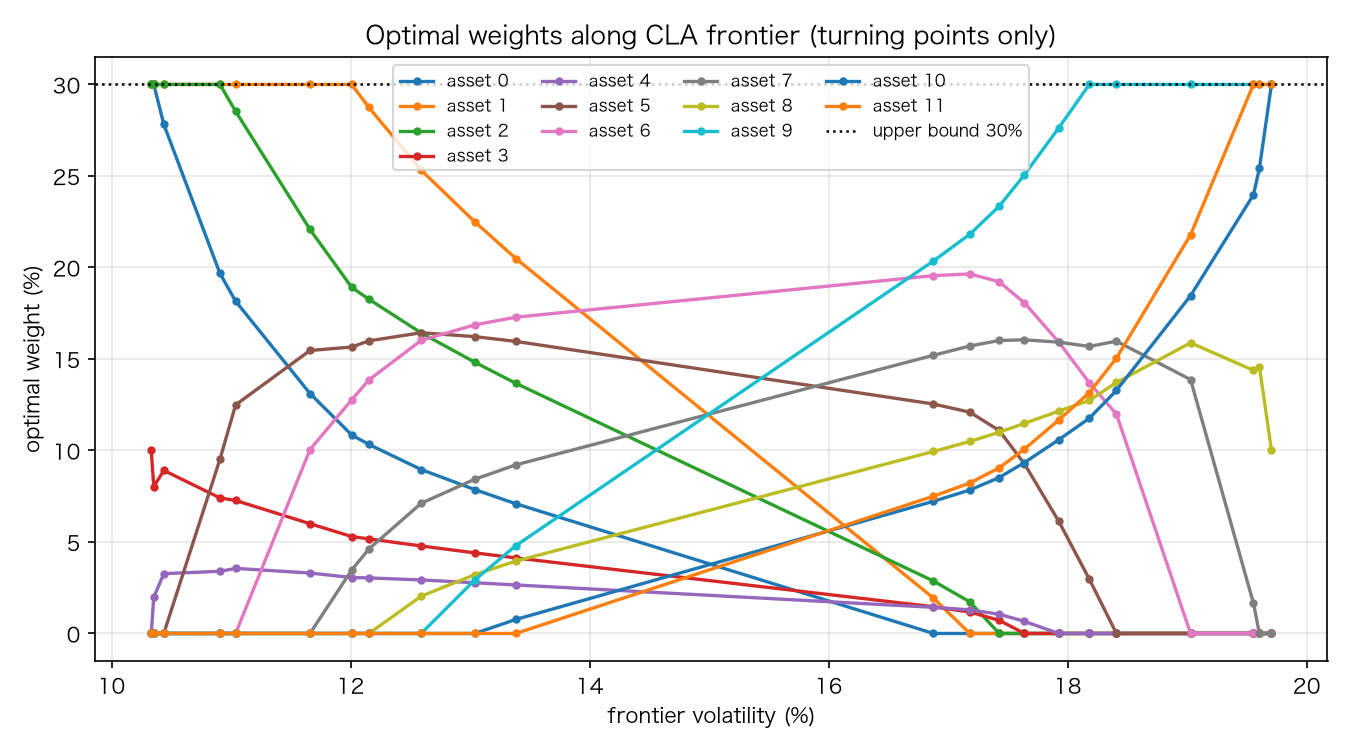 Optimal weights along CLA frontier (turning points only)
asset 0
asset 1
asset 2
asset 3
asset 4
asset 5
asset 6
asset 7
asset 8
asset 9
asset 10
asset 11
upper bound 30%
30
25
20
15
10
5
0
optimal weight (%)
10 12 14 16 18 20
frontier volatility (%)